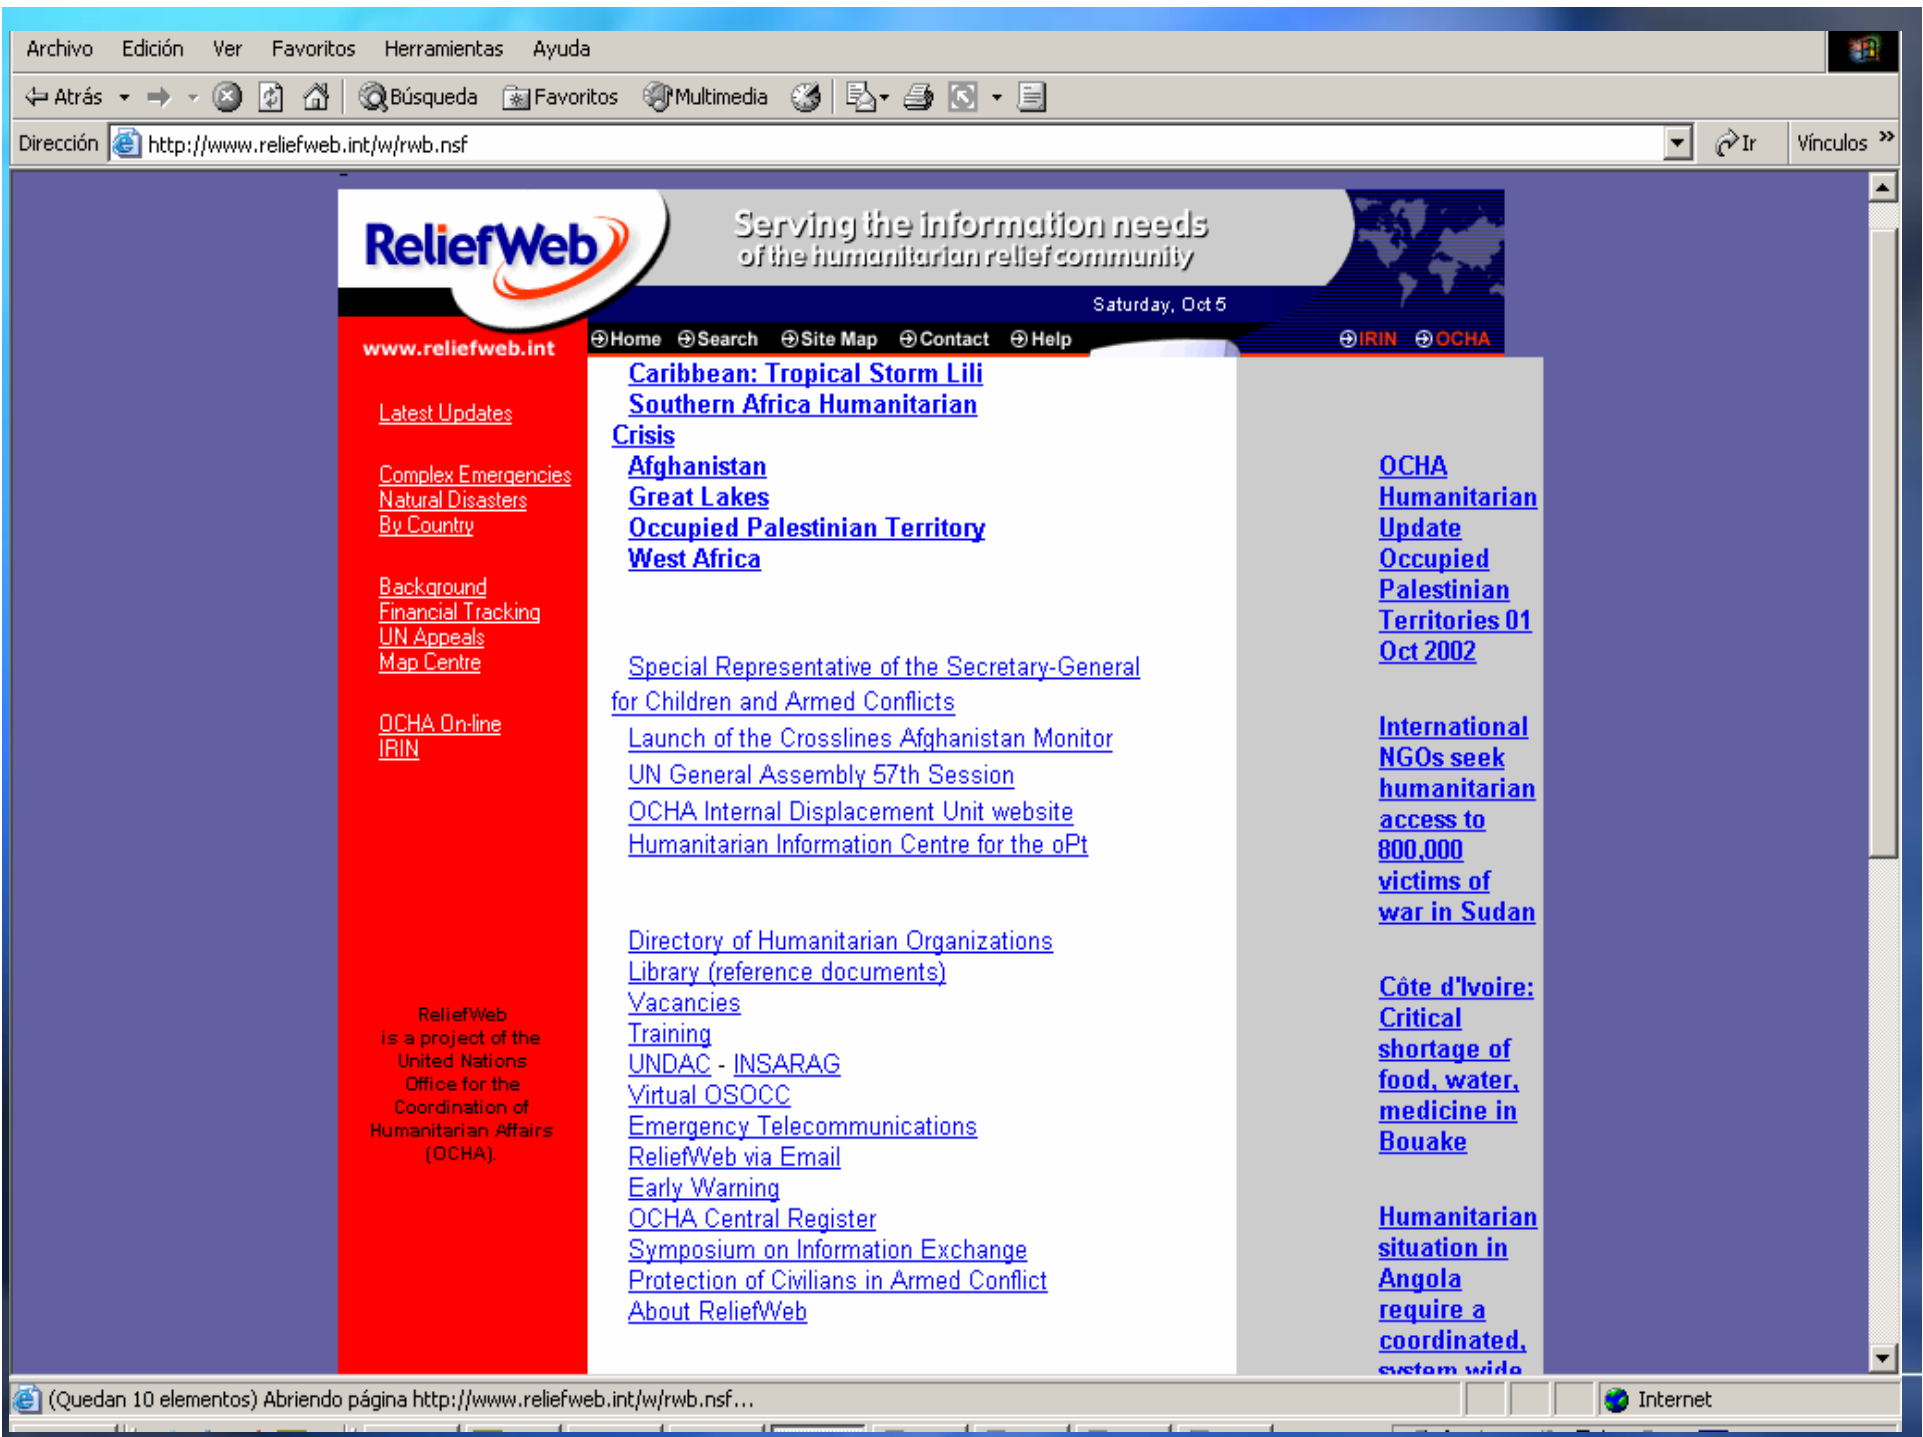 Archivo Edición Ver Favoritos Herramientas Ayuda
Atrás Búsqueda Favoritos Multimedia
Dirección http://www.reliefweb.int/w/rwb.nsf Ir Vínculos »
ReliefWeb
Serving the information needs
of the humanitarian relief community
Saturday, Oct 5
www.reliefweb.int
Home Search Site Map Contact Help IRIN OCHA
Latest Updates
Complex Emergencies
Natural Disasters
By Country
Background
Financial Tracking
UN Appeals
Map Centre
OCHA On-line
IRIN
ReliefWeb
is a project of the
United Nations
Office for the
Coordination of
Humanitarian Affairs
(OCHA).
Caribbean: Tropical Storm Lili
Southern Africa Humanitarian
Crisis
Afghanistan
Great Lakes
Occupied Palestinian Territory
West Africa
Special Representative of the Secretary-General
for Children and Armed Conflicts
Launch of the Crosslines Afghanistan Monitor
UN General Assembly 57th Session
OCHA Internal Displacement Unit website
Humanitarian Information Centre for the oPt
Directory of Humanitarian Organizations
Library (reference documents)
Vacancies
Training
UNDAC - INSARAG
Virtual OSOCC
Emergency Telecommunications
ReliefWeb via Email
Early Warning
OCHA Central Register
Symposium on Information Exchange
Protection of Civilians in Armed Conflict
About ReliefWeb
OCHA
Humanitarian
Update
Occupied
Palestinian
Territories 01
Oct 2002
International
NGOs seek
humanitarian
access to
800,000
victims of
war in Sudan
Côte d'Ivoire:
Critical
shortage of
food, water,
medicine in
Bouake
Humanitarian
situation in
Angola
require a
coordinated,
system wide
(Quedan 10 elementos) Abriendo página http://www.reliefweb.int/w/rwb.nsf... Internet